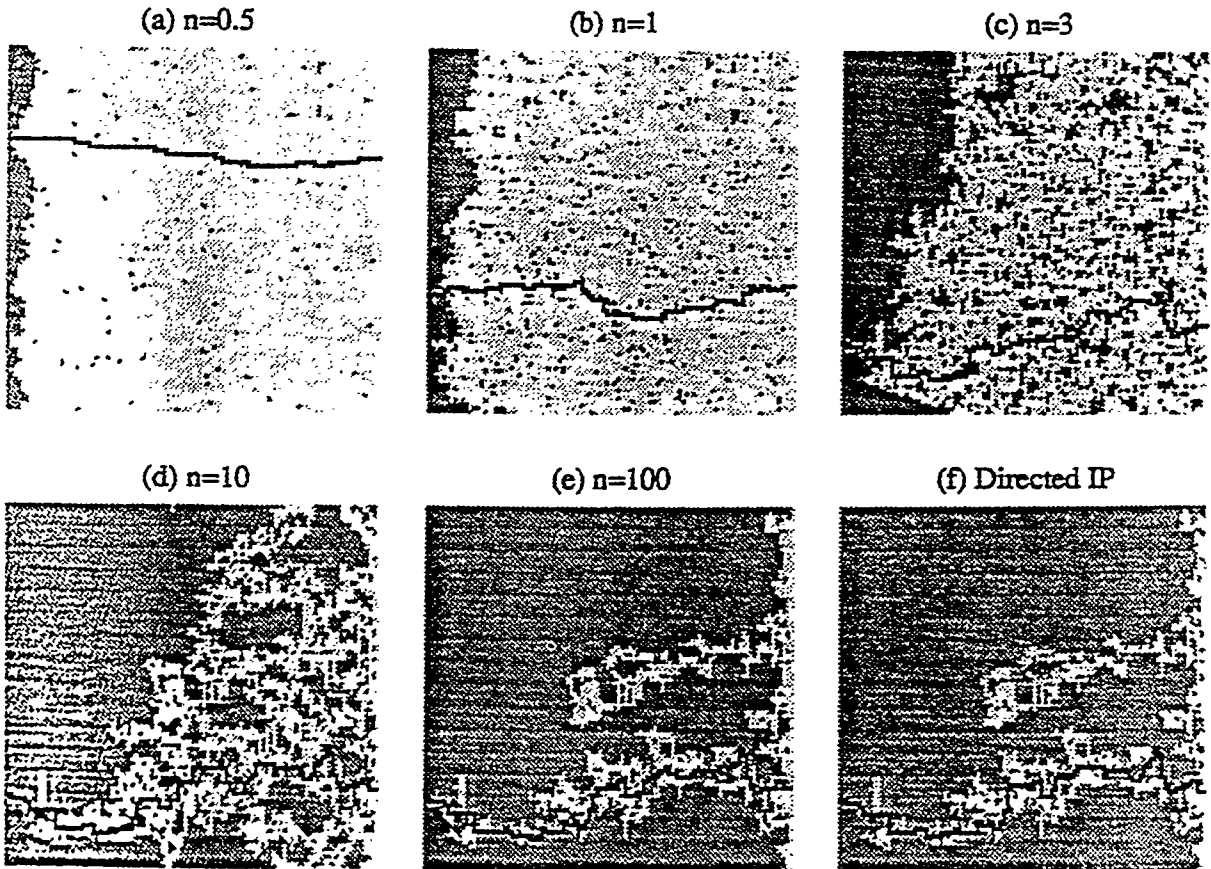 (a) n=0.5
(b) n=1
(c) n=3
(d) n=10
(e) n=100
(f) Directed IP